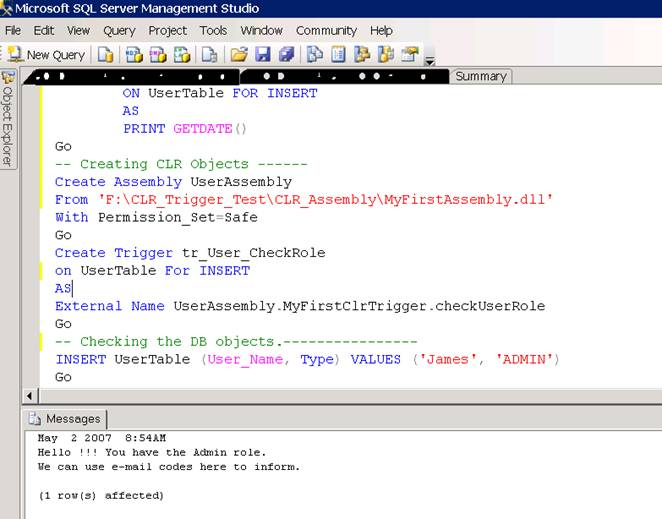 Microsoft SQL Server Management Studio
File Edit View Query Project Tools Window Community Help
New Query
Summary
Object Explorer
ON UserTable FOR INSERT
AS
PRINT GETDATE()
Go
-- Creating CLR Objects ------
Create Assembly UserAssembly
From 'F:\CLR_Trigger_Test\CLR_Assembly\MyFirstAssembly.dll'
With Permission_Set=Safe
Go
Create Trigger tr_User_CheckRole
on UserTable For INSERT
AS
External Name UserAssembly.MyFirstClrTrigger.checkUserRole
Go
-- Checking the DB objects.----------------
INSERT UserTable (User_Name, Type) VALUES ('James', 'ADMIN')
Go
Messages
May 2 2007 8:54AM
Hello !!! You have the Admin role.
We can use e-mail codes here to inform.
(1 row(s) affected)